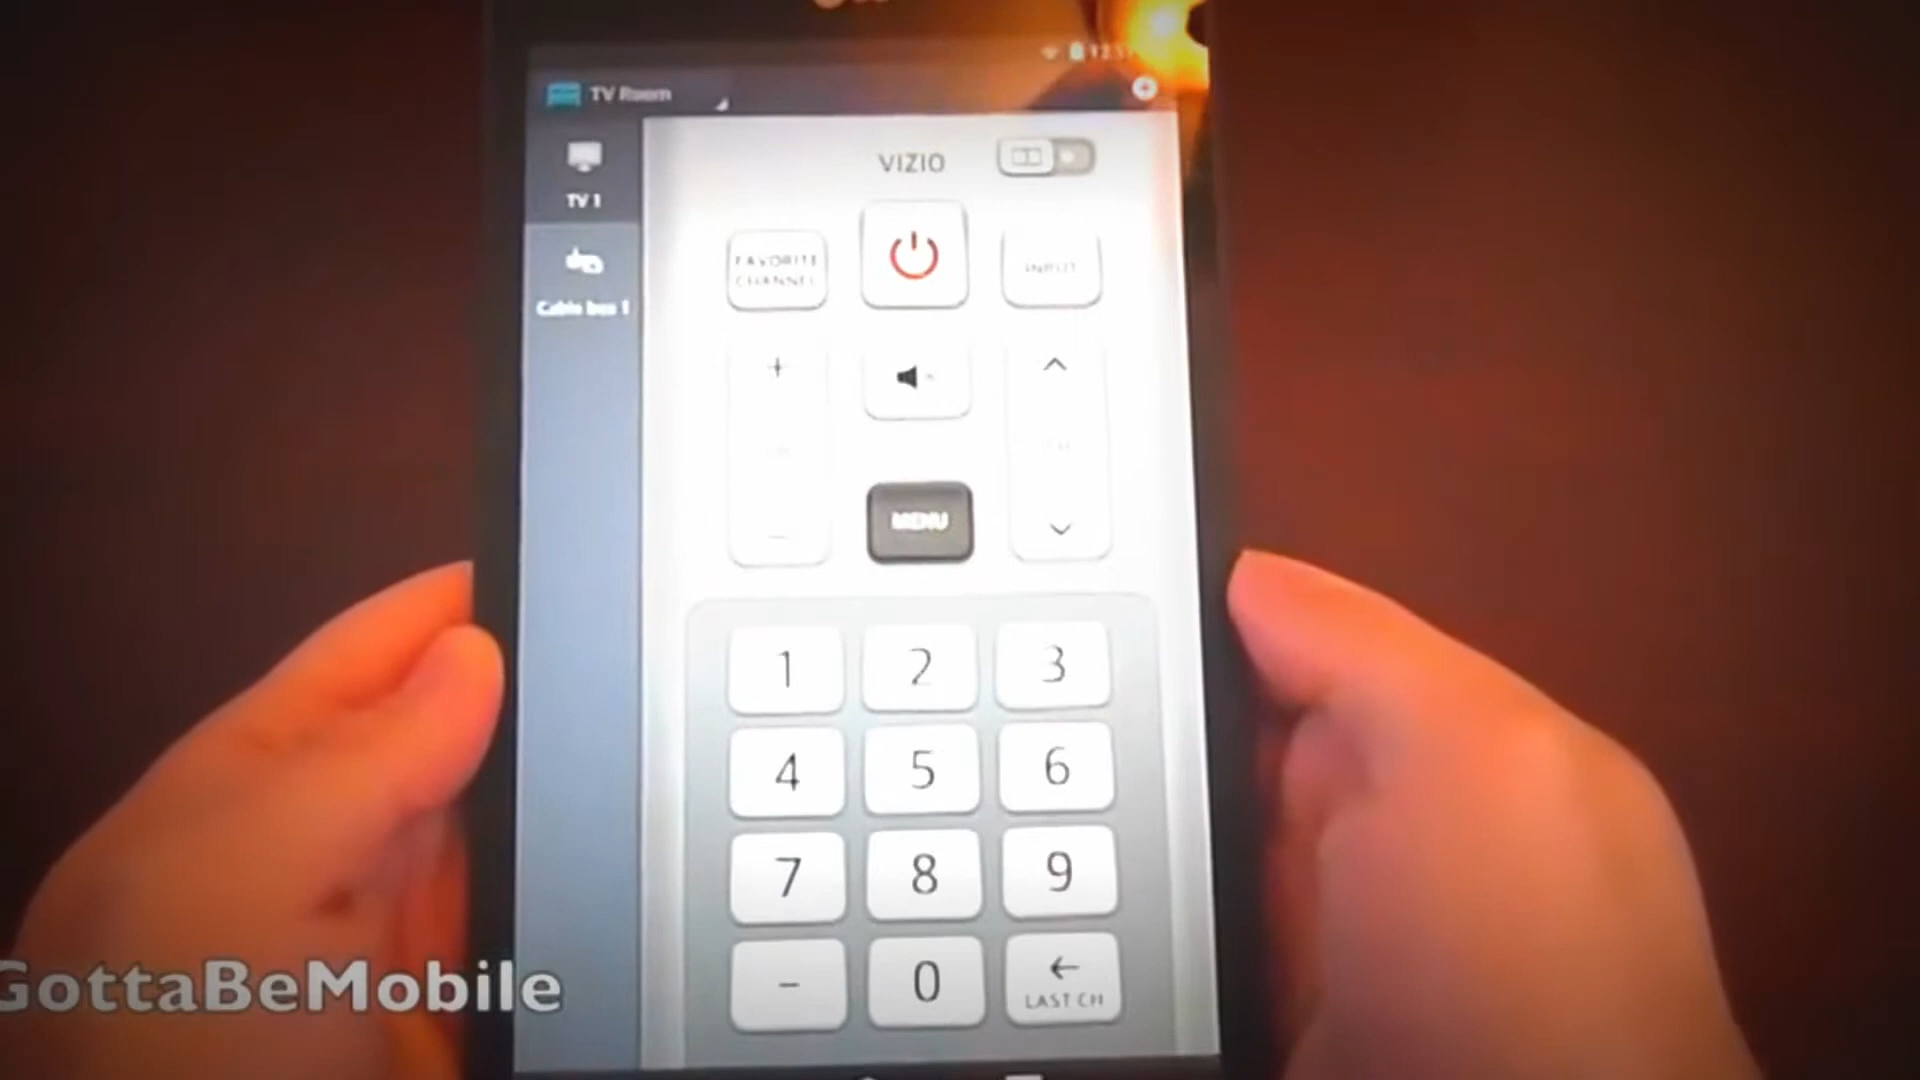 TV Room
TV 1
VIZIO
FAVORITE
CHANNEL
INPUT
Cable box 1
MENU
1 2 3
4 5 6
7 8 9
- 0 ←
LAST CH
GottaBeMobile